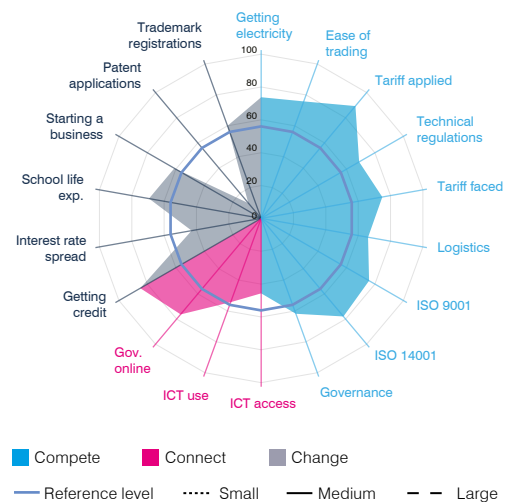 Getting
electricity
Ease of
trading
Tariff applied
Technical
regulations
Tariff faced
Logistics
ISO 9001
ISO 14001
Governance
ICT access
ICT use
Gov.
online
Getting
credit
Interest rate
spread
School life
exp.
Starting a
business
Patent
applications
Trademark
registrations
100
80
60
40
20
0
Compete Connect Change
Reference level Small Medium Large